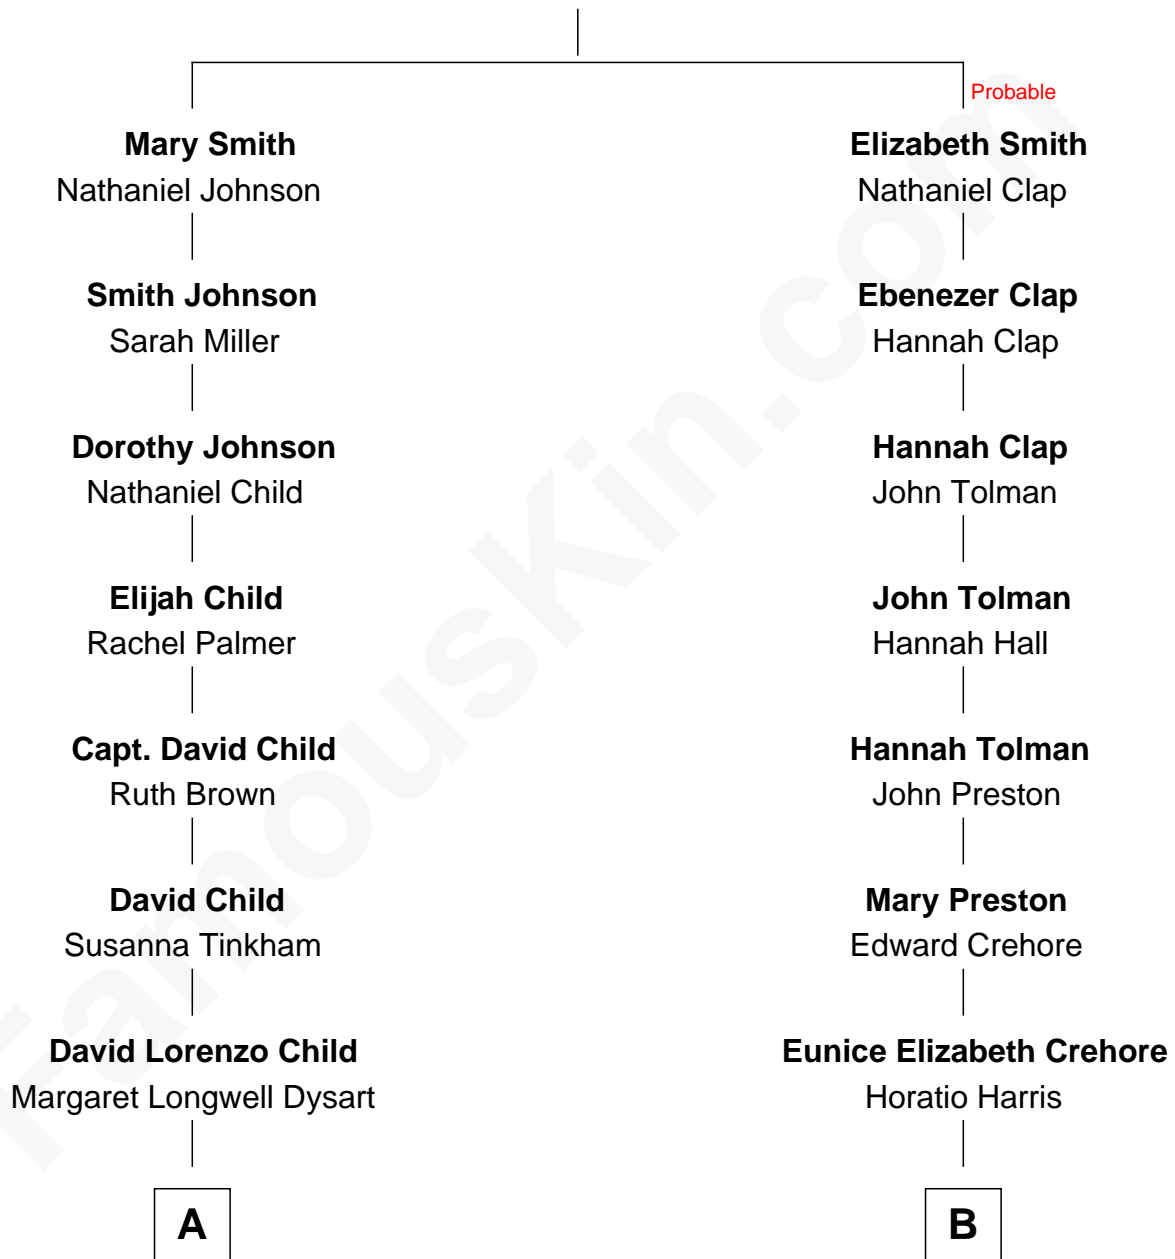 Probable
Mary Smith
Nathaniel Johnson
Elizabeth Smith
Nathaniel Clap
Smith Johnson
Sarah Miller
Ebenezer Clap
Hannah Clap
Dorothy Johnson
Nathaniel Child
Hannah Clap
John Tolman
Elijah Child
Rachel Palmer
John Tolman
Hannah Hall
Capt. David Child
Ruth Brown
Hannah Tolman
John Preston
David Child
Susanna Tinkham
Mary Preston
Edward Crehore
David Lorenzo Child
Margaret Longwell Dysart
Eunice Elizabeth Crehore
Horatio Harris
A
B
FamousKin.com